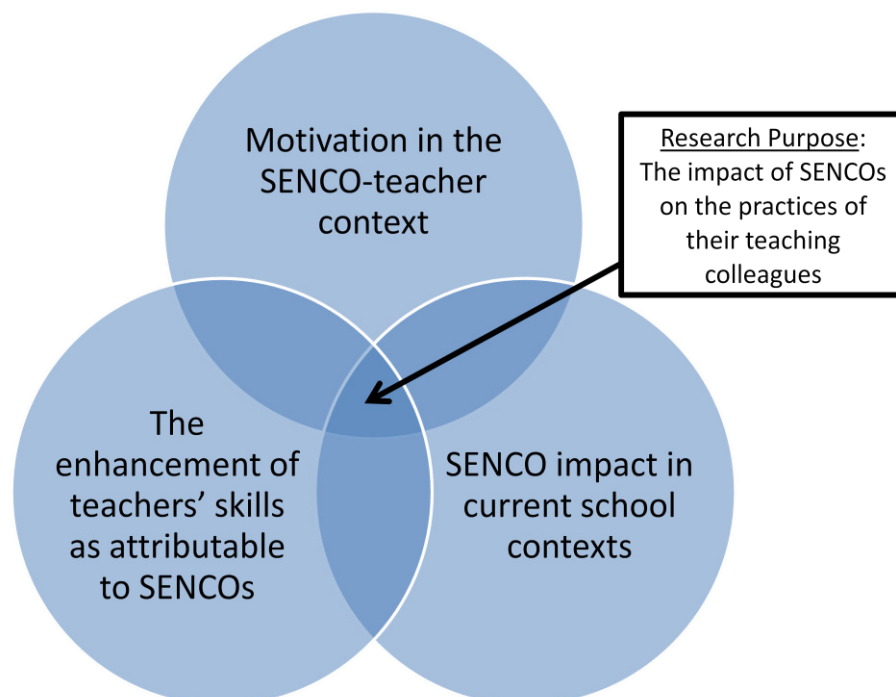 Motivation in the
SENCO-teacher
context
Research Purpose:
The impact of SENCOs
on the practices of
their teaching
colleagues
The
enhancement of
teachers’ skills
as attributable
to SENCOs
SENCO impact in
current school
contexts